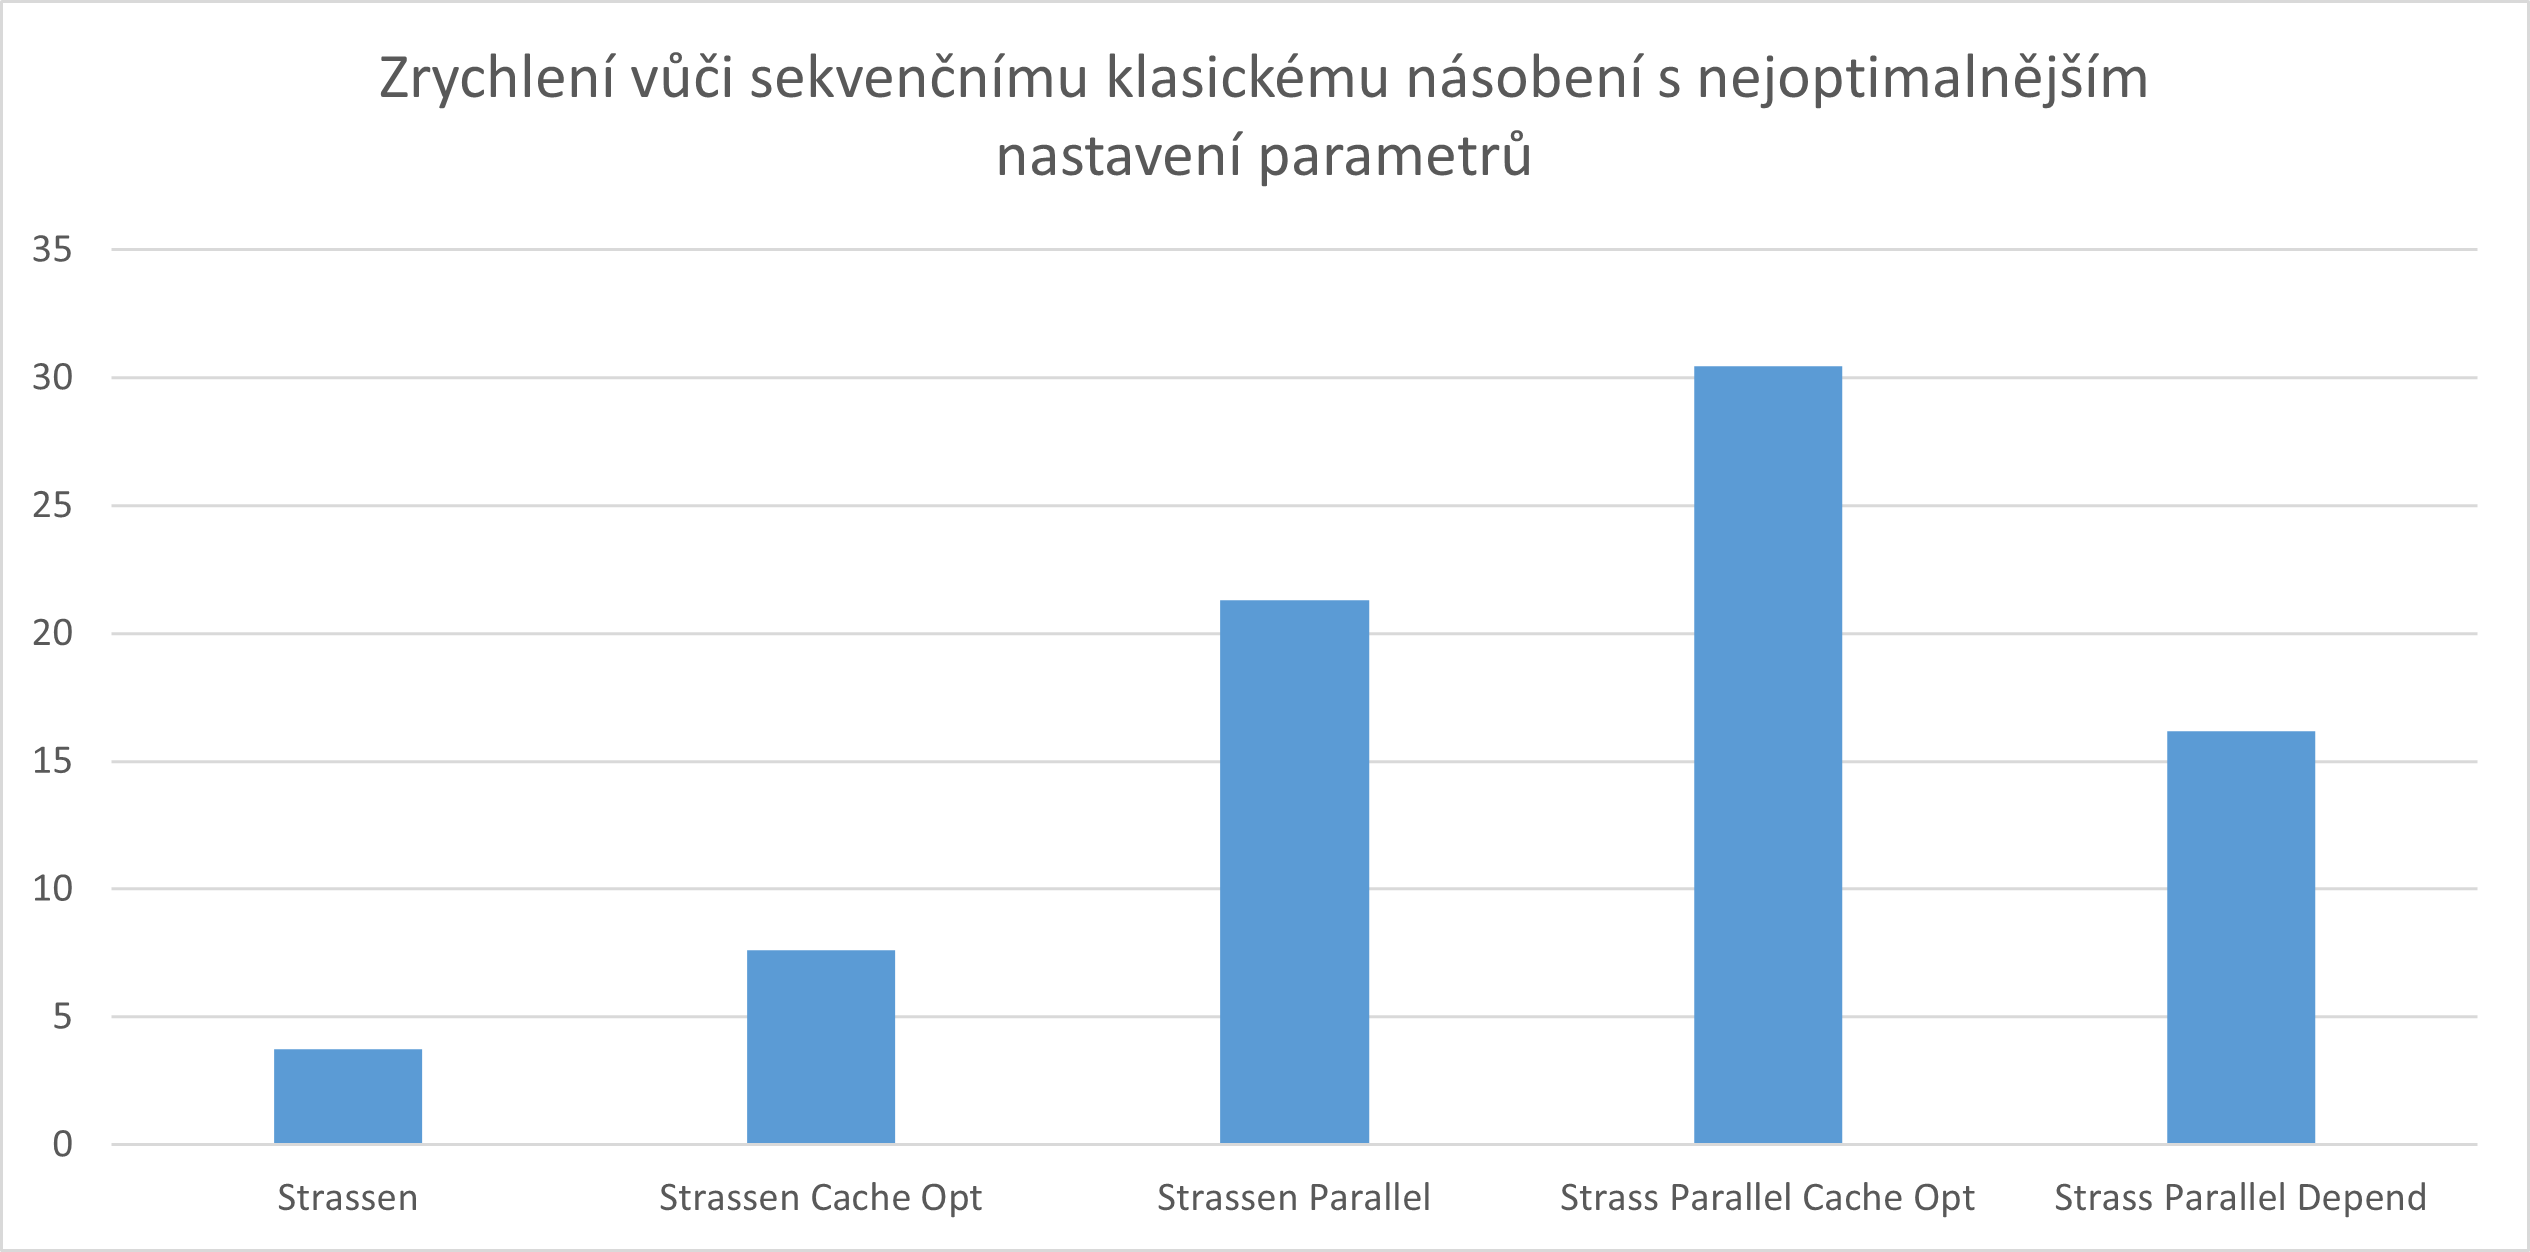 Zrychlení vůči sekvenčnímu klasickému násobení s nejoptimalnějším
nastavení parametrů
35
30
25
20
15
10
5
0
Strassen
Strassen Cache Opt
Strassen Parallel
Strass Parallel Cache Opt
Strass Parallel Depend